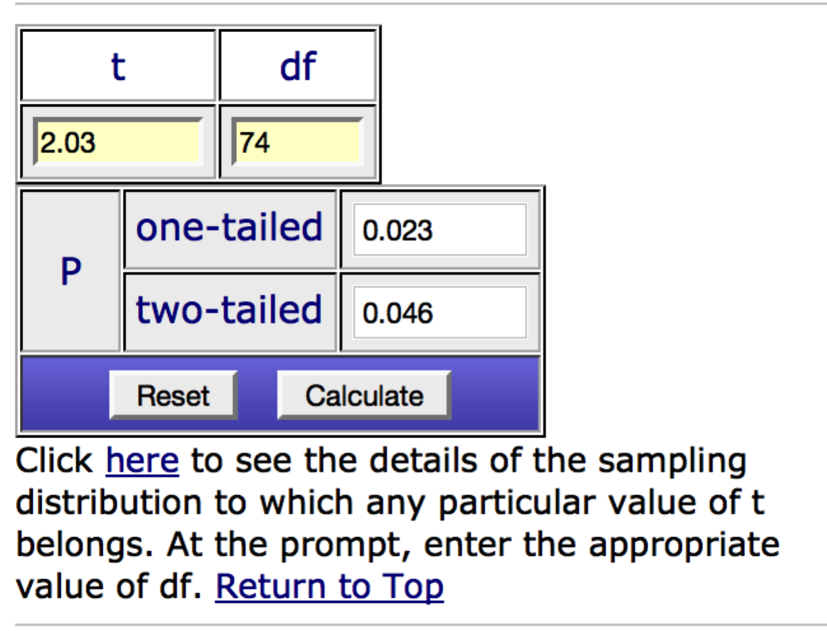 t df
2.03 74
one-tailed 0.023
P
two-tailed 0.046
Reset Calculate
Click here to see the details of the sampling
distribution to which any particular value of t
belongs. At the prompt, enter the appropriate
value of df. Return to Top